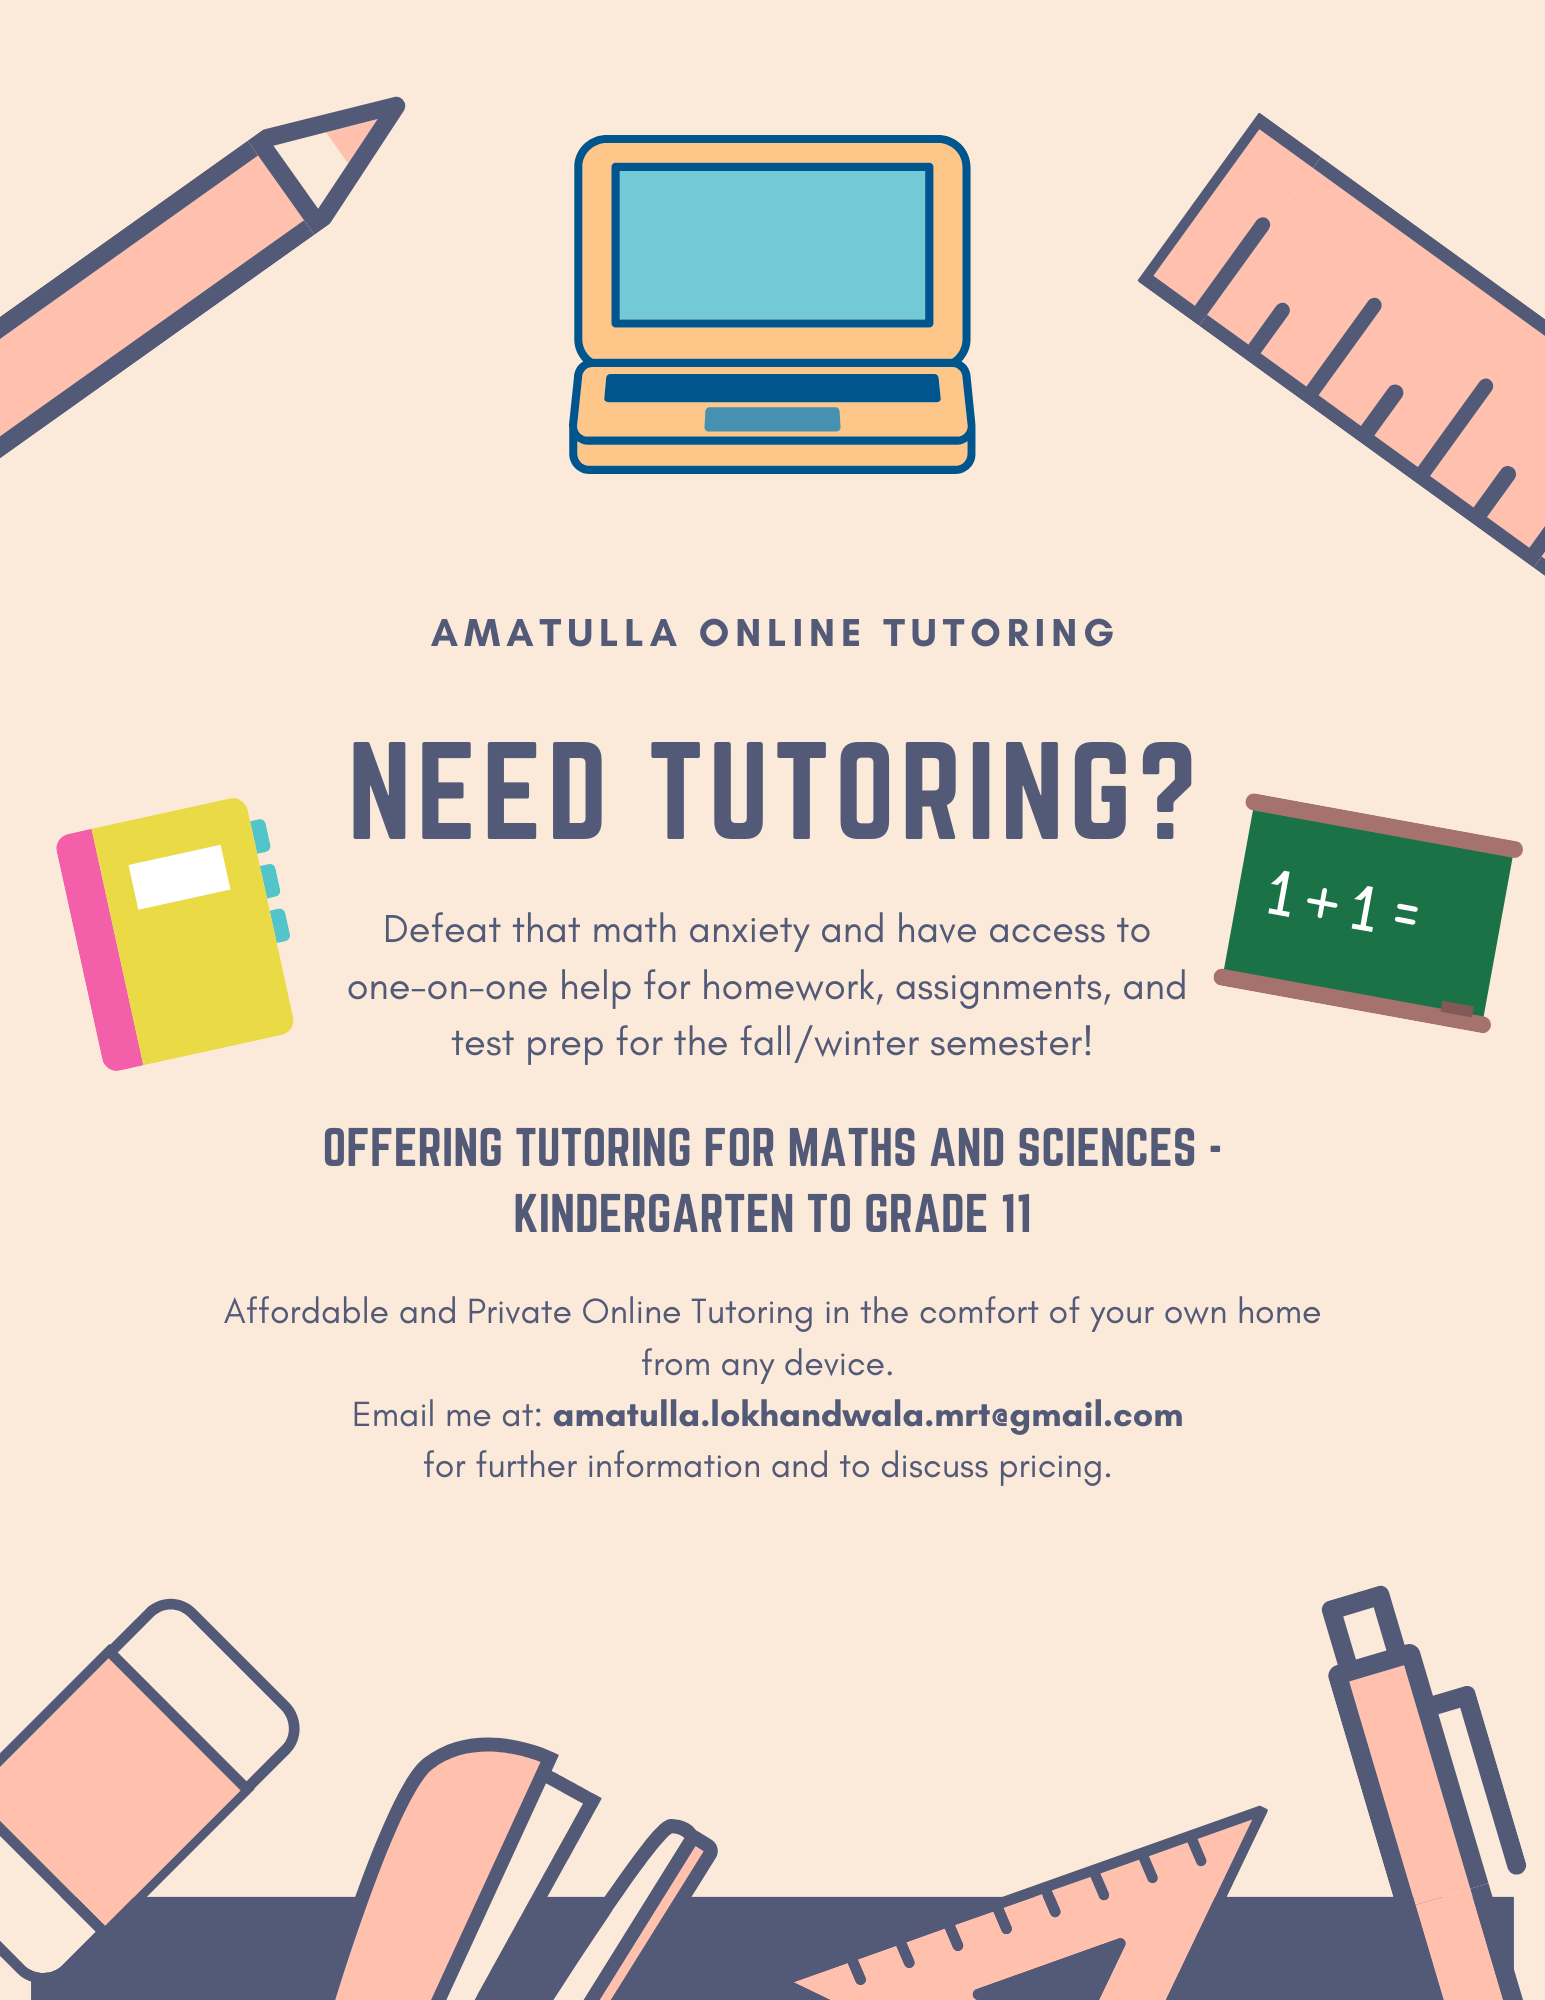 AMATULLA ONLINE TUTORING
NEED TUTORING?
Defeat that math anxiety and have access to
one-on-one help for homework, assignments, and
test prep for the fall/winter semester!
1+1=
OFFERING TUTORING FOR MATHS AND SCIENCES -
KINDERGARTEN TO GRADE 11
Affordable and Private Online Tutoring in the comfort of your own home
from any device.
Email me at: amatulla.lokhandwala.mrt@gmail.com
for further information and to discuss pricing.